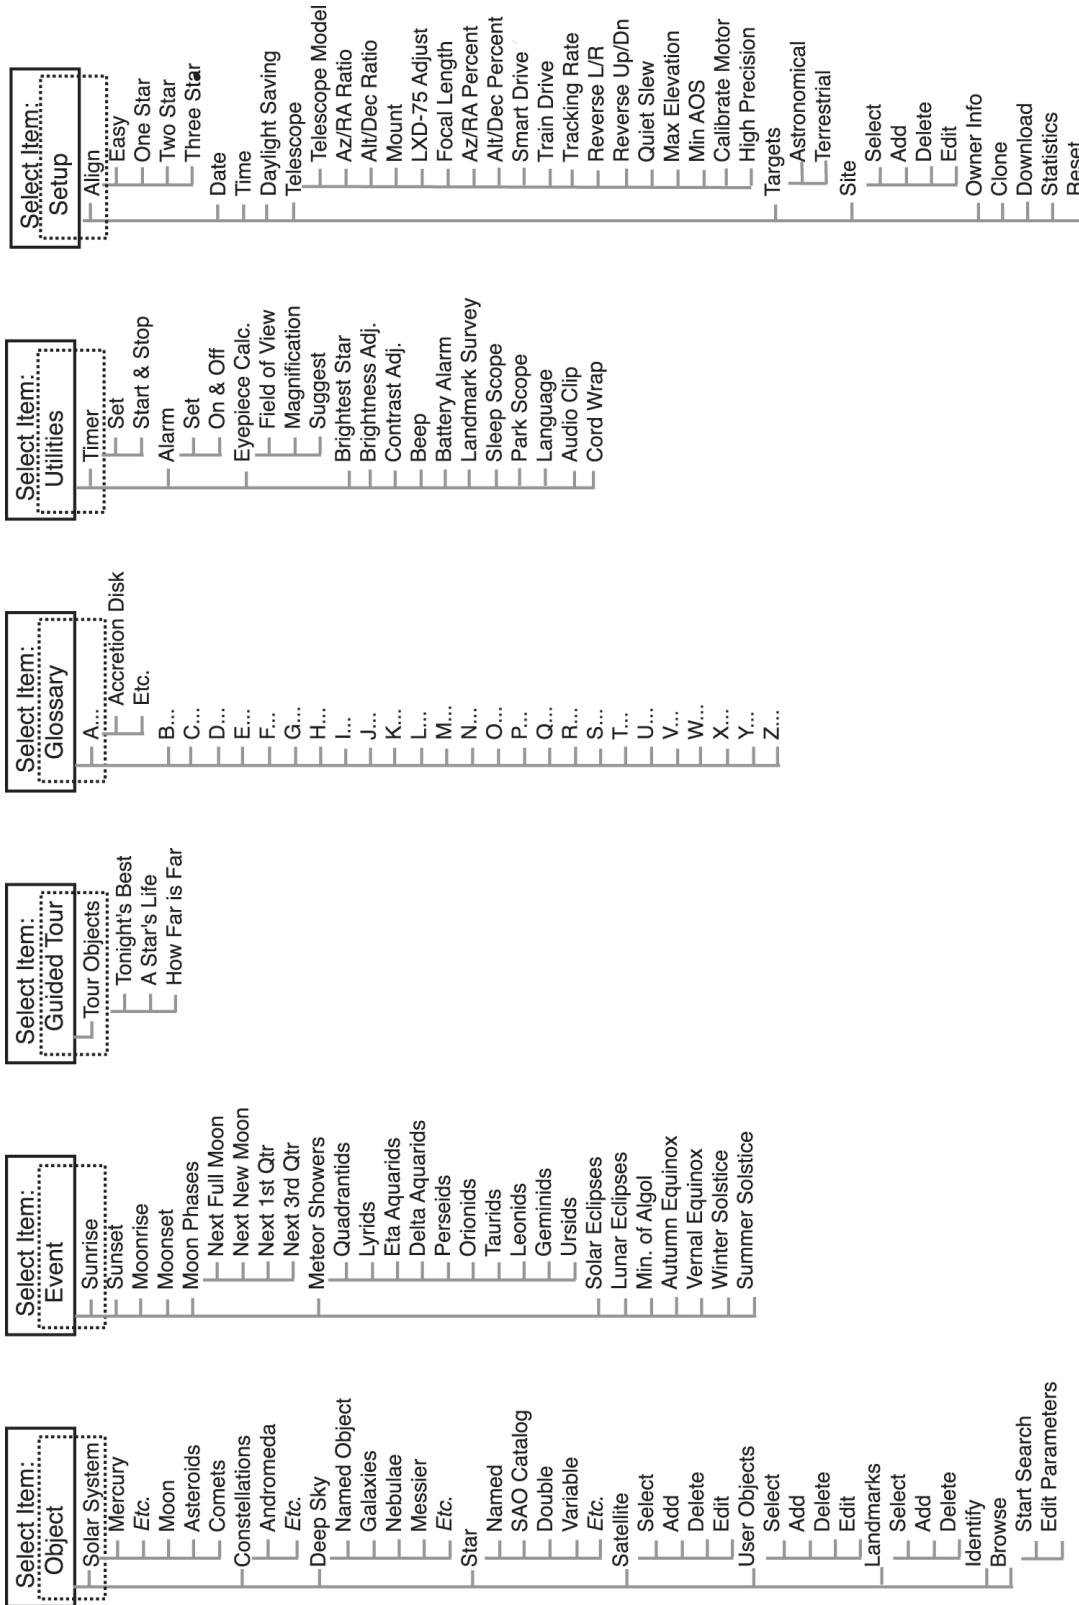 Select Item:
Object
Solar System
Mercury
Etc.
Moon
Asteroids
Comets
Constellations
Andromeda
Etc.
Deep Sky
Named Object
Galaxies
Nebulae
Messier
Etc.
Star
Named
SAO Catalog
Double
Variable
Etc.
Satellite
Select
Add
Delete
Edit
User Objects
Select
Add
Delete
Edit
Landmarks
Select
Add
Delete
Identify
Browse
Start Search
Edit Parameters
Select Item:
Event
Sunrise
Sunset
Moonrise
Moonset
Moon Phases
Next Full Moon
Next New Moon
Next 1st Qtr
Next 3rd Qtr
Meteor Showers
Quadrantids
Lyrids
Eta Aquarids
Delta Aquarids
Perseids
Orionids
Taurids
Leonids
Geminids
Ursids
Solar Eclipses
Lunar Eclipses
Min. of Algol
Autumn Equinox
Vernal Equinox
Winter Solstice
Summer Solstice
Select Item:
Guided Tour
Tour Objects
Tonight's Best
A Star's Life
How Far is Far
Select Item:
Glossary
A...
Accretion Disk
Etc.
B...
C...
D...
E...
F...
G...
H...
I...
J...
K...
L...
M...
N...
O...
P...
Q...
R...
S...
T...
U...
V...
W...
X...
Y...
Z...
Select Item:
Utilities
Timer
Set
Start & Stop
Alarm
Set
On & Off
Eyepiece Calc.
Field of View
Magnification
Suggest
Brightest Star
Brightness Adj.
Contrast Adj.
Beep
Battery Alarm
Landmark Survey
Sleep Scope
Park Scope
Language
Audio Clip
Cord Wrap
Select Item:
Setup
Align
Easy
One Star
Two Star
Three Star
Date
Time
Daylight Saving
Telescope
Telescope Model
Az/RA Ratio
Alt/Dec Ratio
Mount
LXD-75 Adjust
Focal Length
Az/RA Percent
Alt/Dec Percent
Smart Drive
Train Drive
Tracking Rate
Reverse L/R
Reverse Up/Dn
Quiet Slew
Max Elevation
Min AOS
Calibrate Motor
High Precision
Targets
Astronomical
Terrestrial
Site
Select
Add
Delete
Edit
Owner Info
Clone
Download
Statistics
Reset